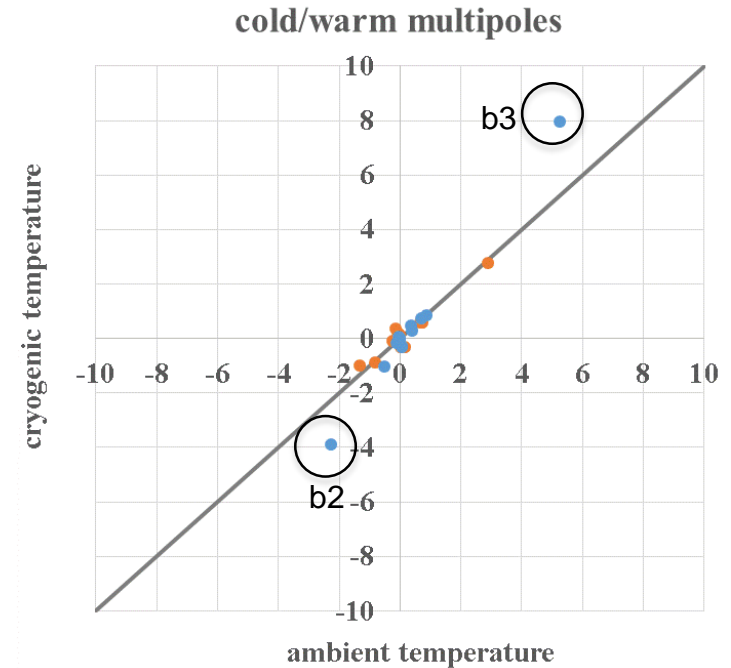 cold/warm multipoles
10
8
b3
6
4
2
0
-10 -8 -6 -4 -2 0 2 4 6 8 10
-2
-4
b2 -6
-8
-10
cryogenic temperature
ambient temperature